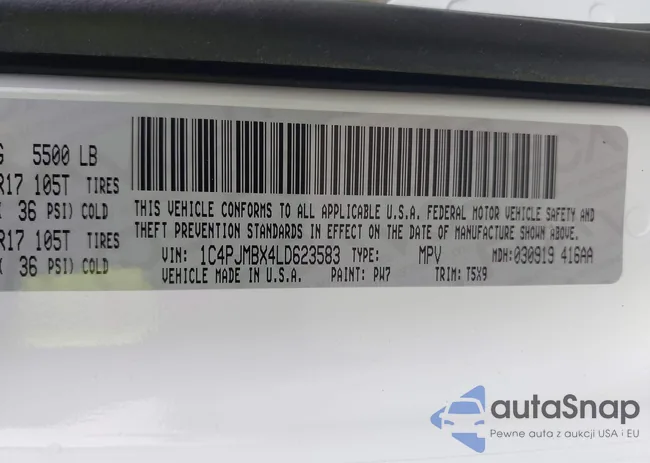 5500 LB
R17 105T TIRES
36 PSI) COLD
R17 105T TIRES
36 PSI) COLD
THIS VEHICLE CONFORMS TO ALL APPLICABLE U.S.A. FEDERAL MOTOR VEHICLE SAFETY AND
THEFT PREVENTION STANDARDS IN EFFECT ON THE DATE OF MANUFACTURE SHOWN ABOVE.
VIN: 1C4PJMBX4LD623583 TYPE: MPV MDH: 030919 416AA
VEHICLE MADE IN U.S.A. PAINT: PW7 TRIM: T5X9
autaSnap
Pewne auta z aukcji USA i EU